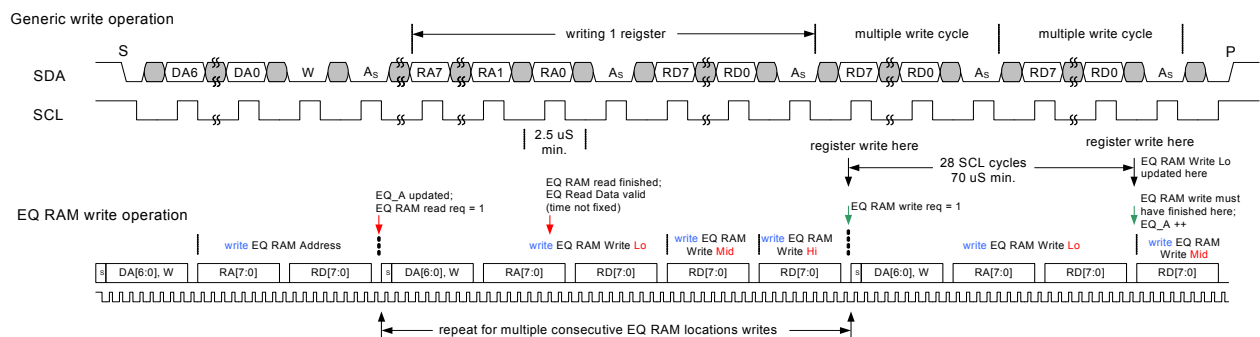 Generic write operation
writing 1 reigster
multiple write cycle
multiple write cycle
S
P
SDA
DA6
DA0
W
As
RA7
RA1
RA0
As
RD7
RD0
As
RD7
RD0
As
RD7
RD0
As
SCL
2.5 uS
min.
register write here
register write here
28 SCL cycles
70 uS min.
EQ RAM Write Lo
updated here
EQ RAM write operation
EQ_A updated;
EQ RAM read req = 1
EQ RAM read finished;
EQ Read Data valid
(time not fixed)
EQ RAM write req = 1
EQ RAM write must
have finished here;
EQ_A ++
write EQ RAM Address
write EQ RAM Write Lo
write EQ RAM
Write Mid
write EQ RAM
Write Hi
write EQ RAM Write Lo
write EQ RAM
Write Mid
s
DA[6:0], W
RA[7:0]
RD[7:0]
s
DA[6:0], W
RA[7:0]
RD[7:0]
RD[7:0]
RD[7:0]
s
DA[6:0], W
RA[7:0]
RD[7:0]
RD[7:0]
repeat for multiple consecutive EQ RAM locations writes